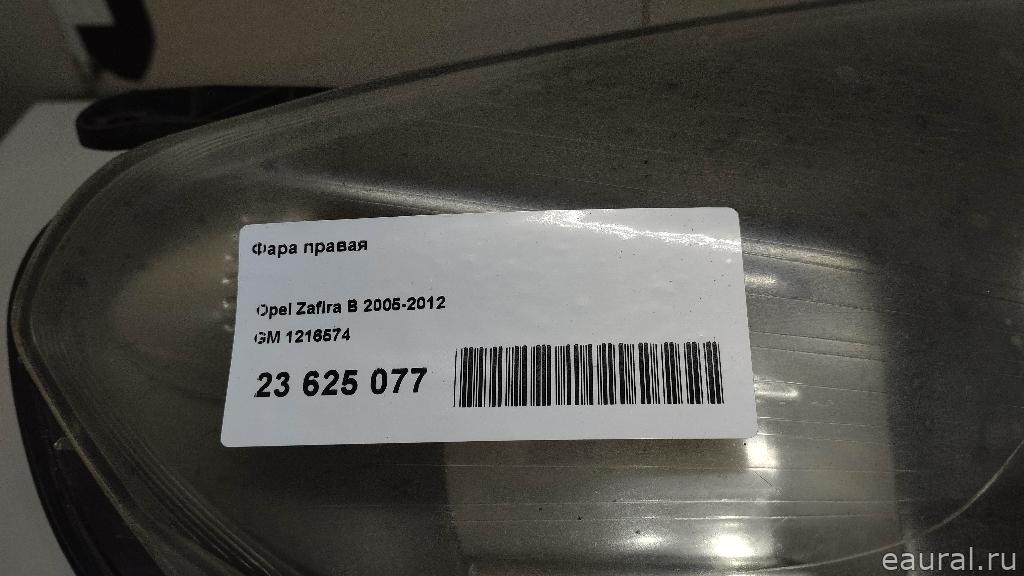 Фара правая
Opel Zafira B 2005-2012
GM 1216574
23 625 077
eaural.ru